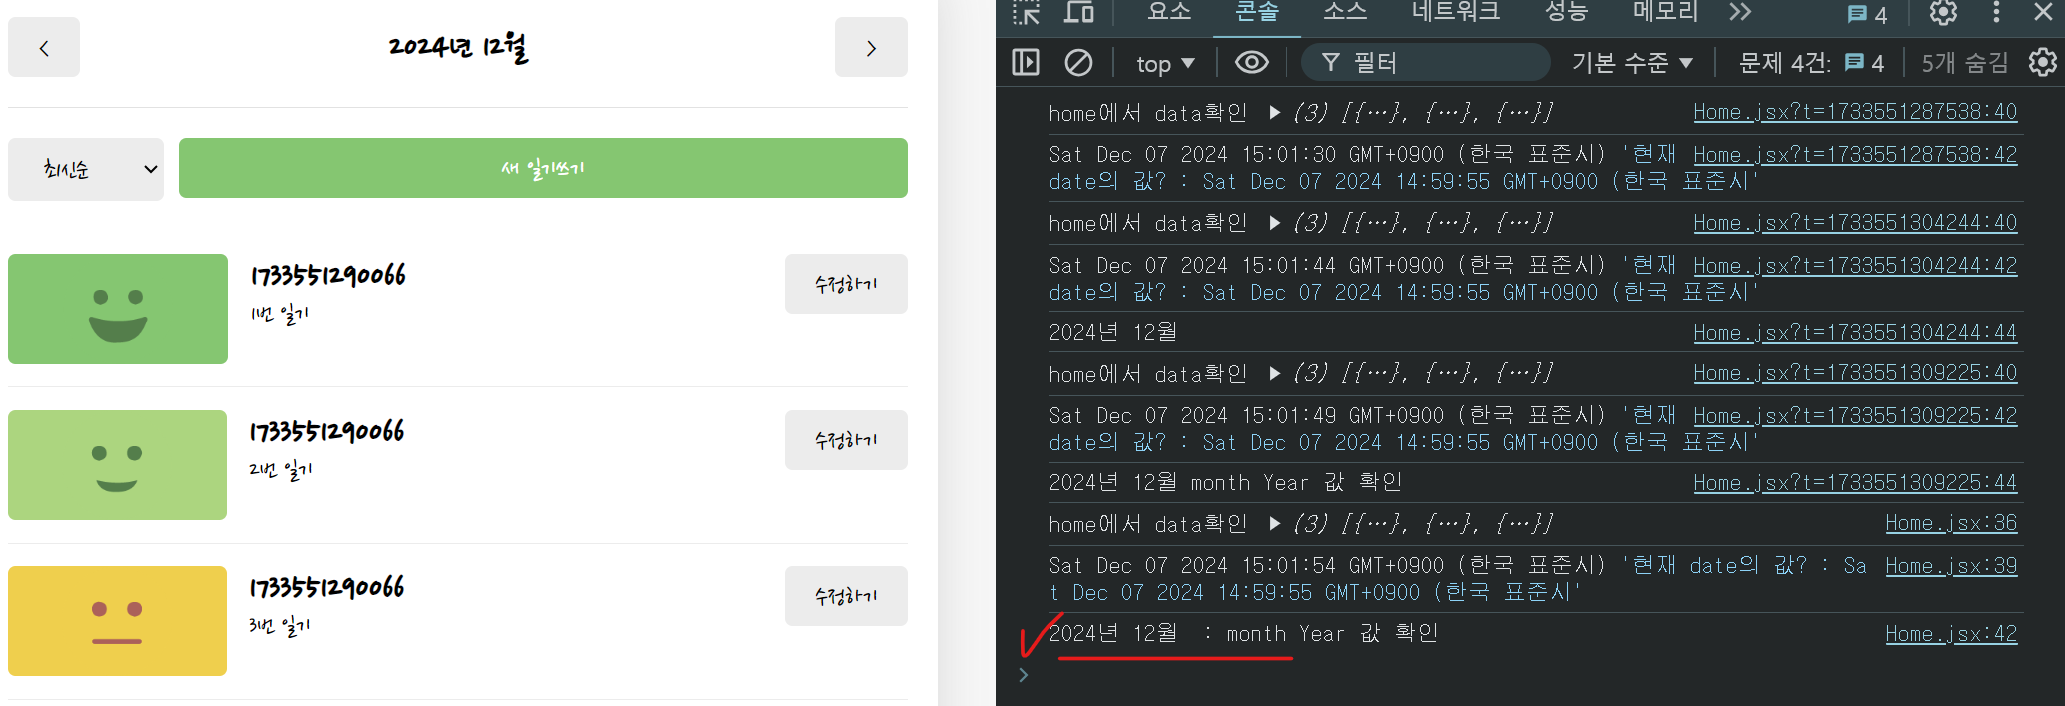 2024년 12월
최신순
새 일기쓰기
1733551290066
1번 일기
수정하기
1733551290066
2번 일기
수정하기
1733551290066
3번 일기
수정하기
요소 콘솔 소스 네트워크 성능 메모리 4
top 필터 기본 수준 문제 4건: 4 5개 숨김
home에서 data확인 ▶ (3) [{…}, {…}, {…}] Home.jsx?t=1733551287538:40
Sat Dec 07 2024 15:01:30 GMT+0900 (한국 표준시) '현재 Home.jsx?t=1733551287538:42
date의 값? : Sat Dec 07 2024 14:59:55 GMT+0900 (한국 표준시'
home에서 data확인 ▶ (3) [{…}, {…}, {…}] Home.jsx?t=1733551304244:40
Sat Dec 07 2024 15:01:44 GMT+0900 (한국 표준시) '현재 Home.jsx?t=1733551304244:42
date의 값? : Sat Dec 07 2024 14:59:55 GMT+0900 (한국 표준시'
2024년 12월 Home.jsx?t=1733551304244:44
home에서 data확인 ▶ (3) [{…}, {…}, {…}] Home.jsx?t=1733551309225:40
Sat Dec 07 2024 15:01:49 GMT+0900 (한국 표준시) '현재 Home.jsx?t=1733551309225:42
date의 값? : Sat Dec 07 2024 14:59:55 GMT+0900 (한국 표준시'
2024년 12월 month Year 값 확인 Home.jsx?t=1733551309225:44
home에서 data확인 ▶ (3) [{…}, {…}, {…}] Home.jsx:36
Sat Dec 07 2024 15:01:54 GMT+0900 (한국 표준시) '현재 date의 값? : Sa Home.jsx:39
t Dec 07 2024 14:59:55 GMT+0900 (한국 표준시'
2024년 12월 : month Year 값 확인 Home.jsx:42